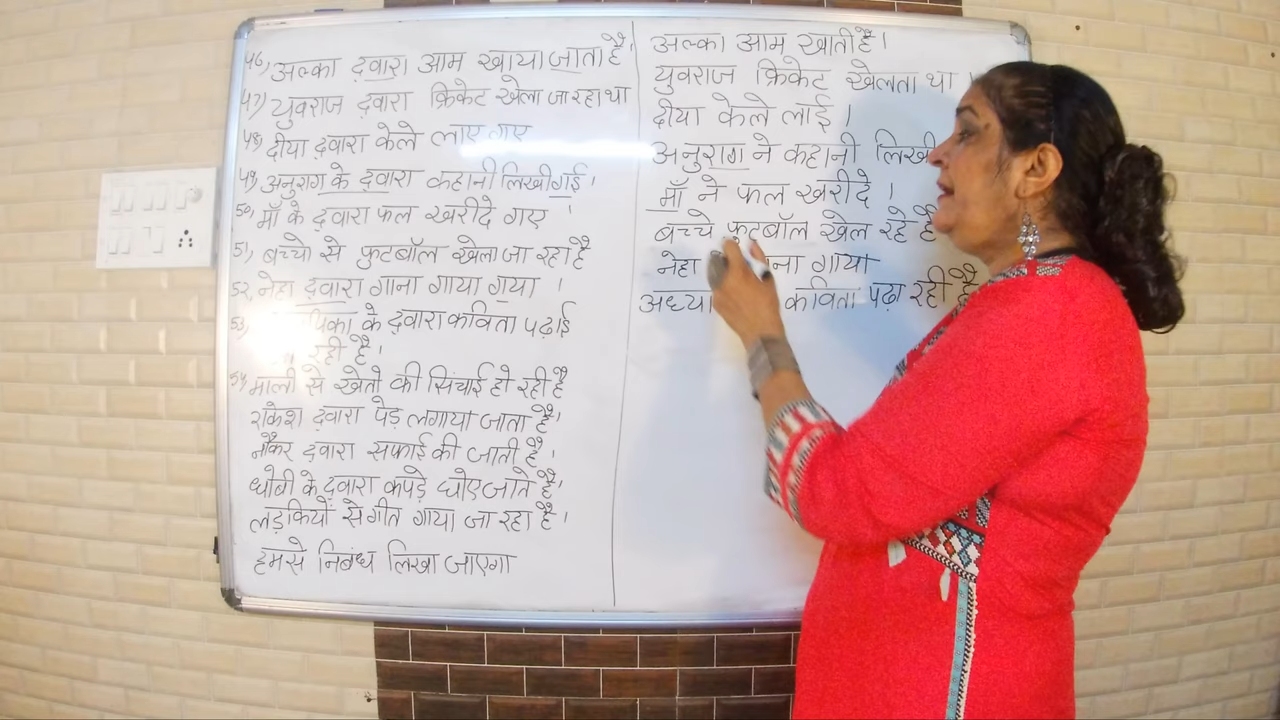 46) अल्का द्वारा आम खाया जाता है।
47) युवराज द्वारा क्रिकेट खेला जा रहा था
48) दीया द्वारा केले लाए गए
49) अनुराग के द्वारा कहानी लिखी गई।
50) माँ के द्वारा फल खरीदे गए ।
51) बच्चो से फुटबॉल खेला जा रहा है
52) नेहा द्वारा गाना गाया गया ।
53) के द्वारा कविता पढ़ाई
रही है।
54) माली से खेतो की सिंचाई हो रही है
राकेश द्वारा पेड़ लगाया जाता है।
नौकर द्वारा सफाई की जाती है।
धोबी के द्वारा कपड़े धोए जाते है।
लड़कियों से गीत गाया जा रहा है।
हमसे निबंध लिखा जाएगा
अल्का आम खाती है।
युवराज क्रिकेट खेलता था ।
दीया केले लाई ।
अनुराग ने कहानी लिखी
माँ ने फल खरीदे ।
बच्चे फुटबॉल खेल रहे है
नेहा गाया
कविता पढ़ा रही है